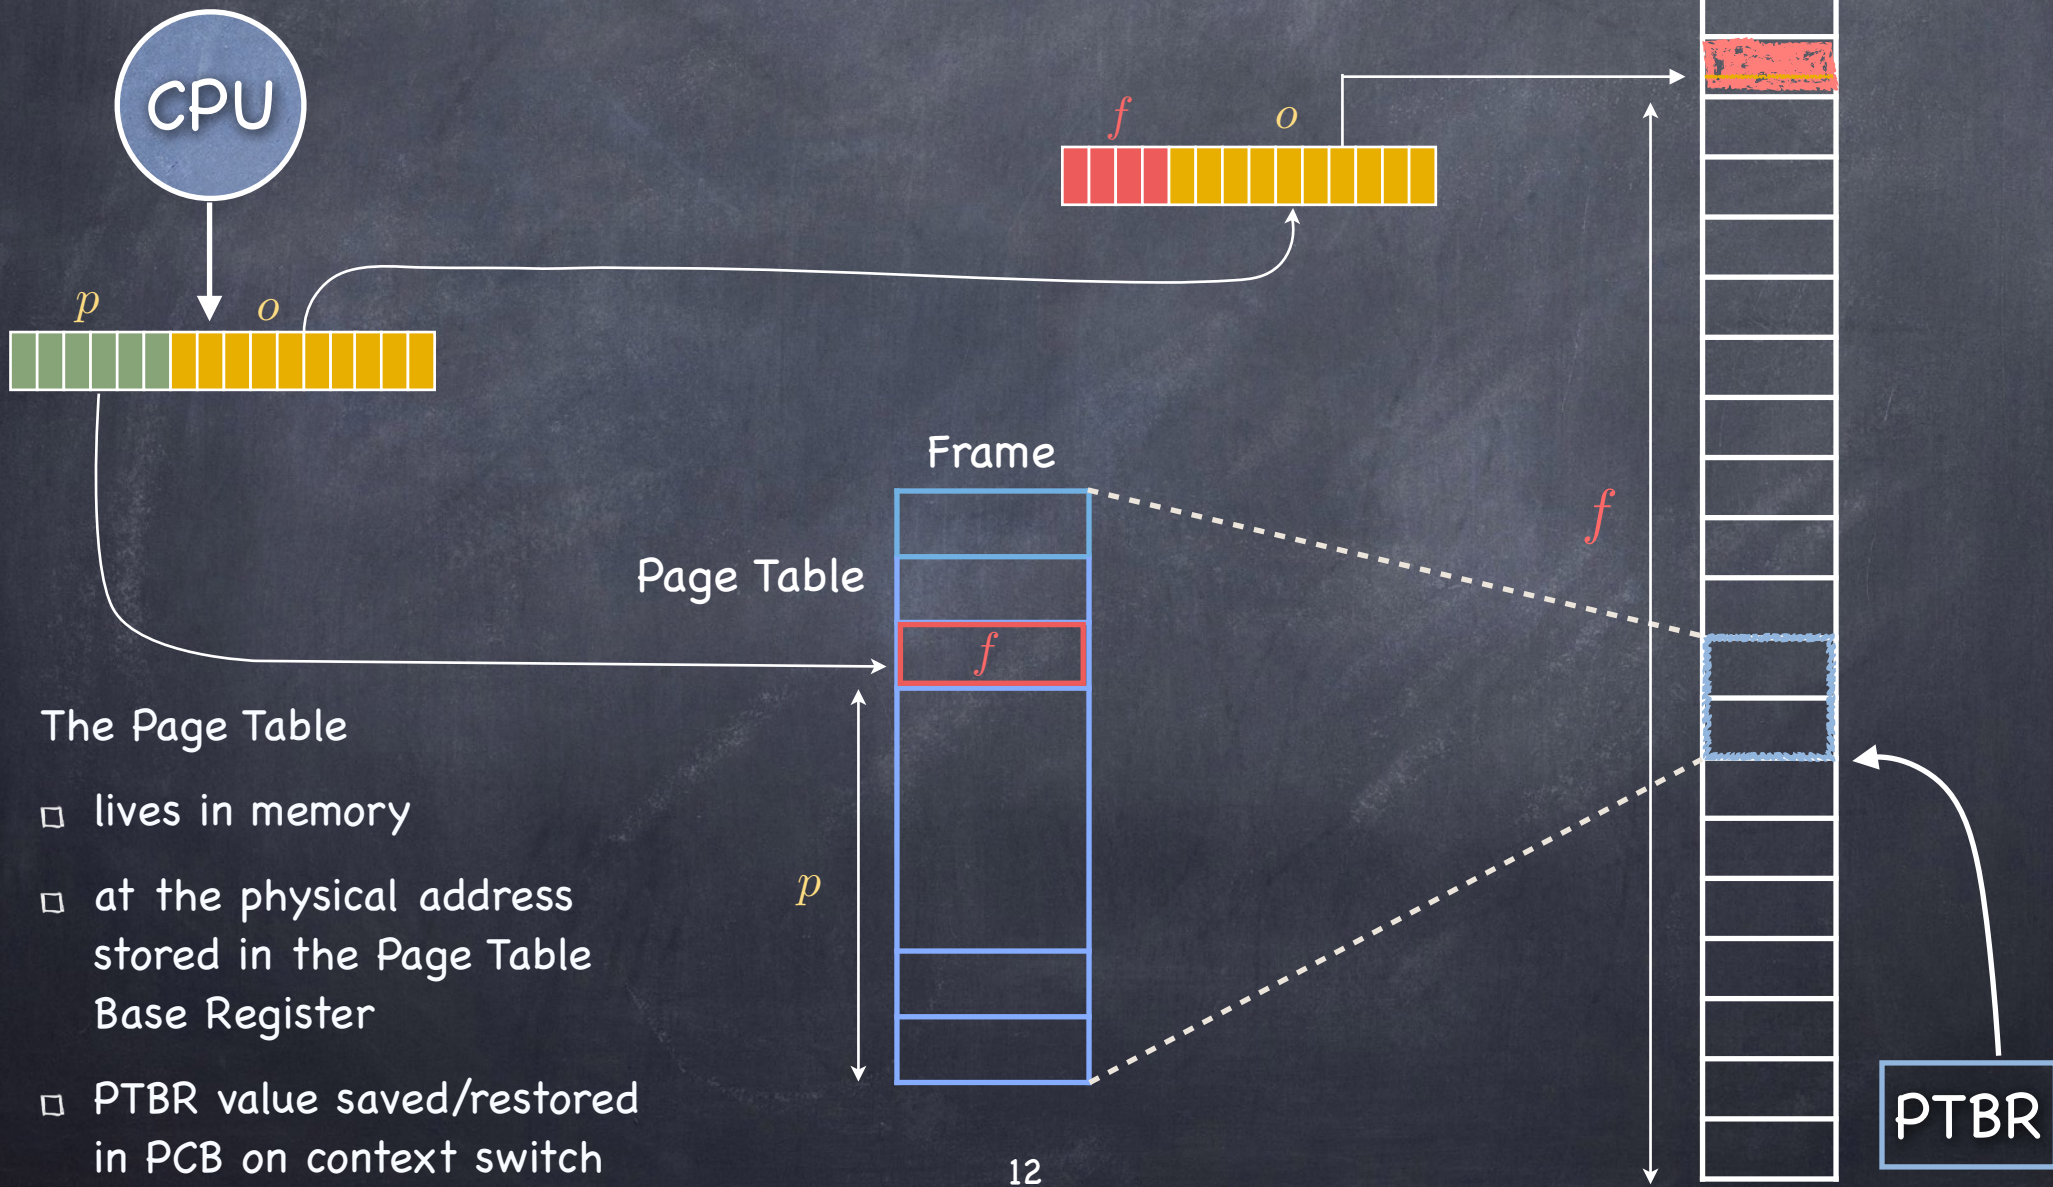 CPU
f o
p o
Frame
f
Page Table
f
The Page Table
lives in memory
p
at the physical address
stored in the Page Table
Base Register
PTBR value saved/restored
PTBR
in PCB on context switch
12